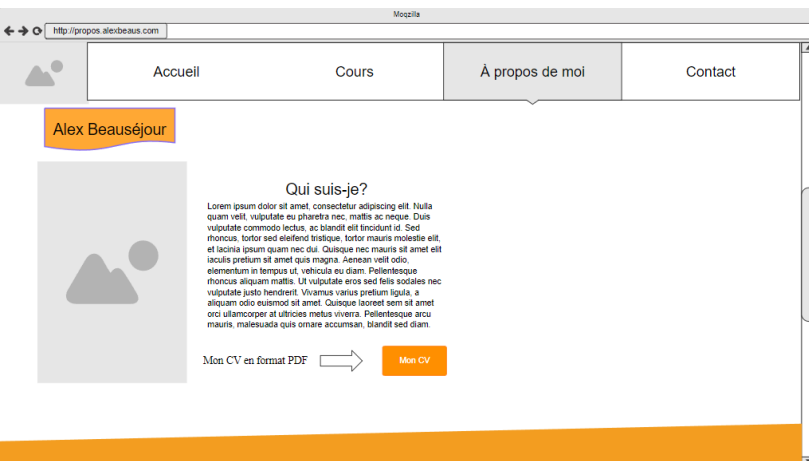 Moqzilla
http://propos.alexbeaus.com
Accueil
Cours
À propos de moi
Contact
Alex Beauséjour
Qui suis-je?
Lorem ipsum dolor sit amet, consectetur adipiscing elit. Nulla
quam velit, vulputate eu pharetra nec, mattis ac neque. Duis
vulputate commodo lectus, ac blandit elit tincidunt id. Sed
rhoncus, tortor sed eleifend tristique, tortor mauris molestie elit,
et lacinia ipsum quam nec dui. Quisque nec mauris sit amet elit
iaculis pretium sit amet quis magna. Aenean velit odio,
elementum in tempus ut, vehicula eu diam. Pellentesque
rhoncus aliquam mattis. Ut vulputate eros sed felis sodales nec
vulputate justo hendrerit. Vivamus varius pretium ligula, a
aliquam odio euismod sit amet. Quisque laoreet sem sit amet
orci ullamcorper at ultricies metus viverra. Pellentesque arcu
mauris, malesuada quis ornare accumsan, blandit sed diam.
Mon CV en format PDF
Mon CV